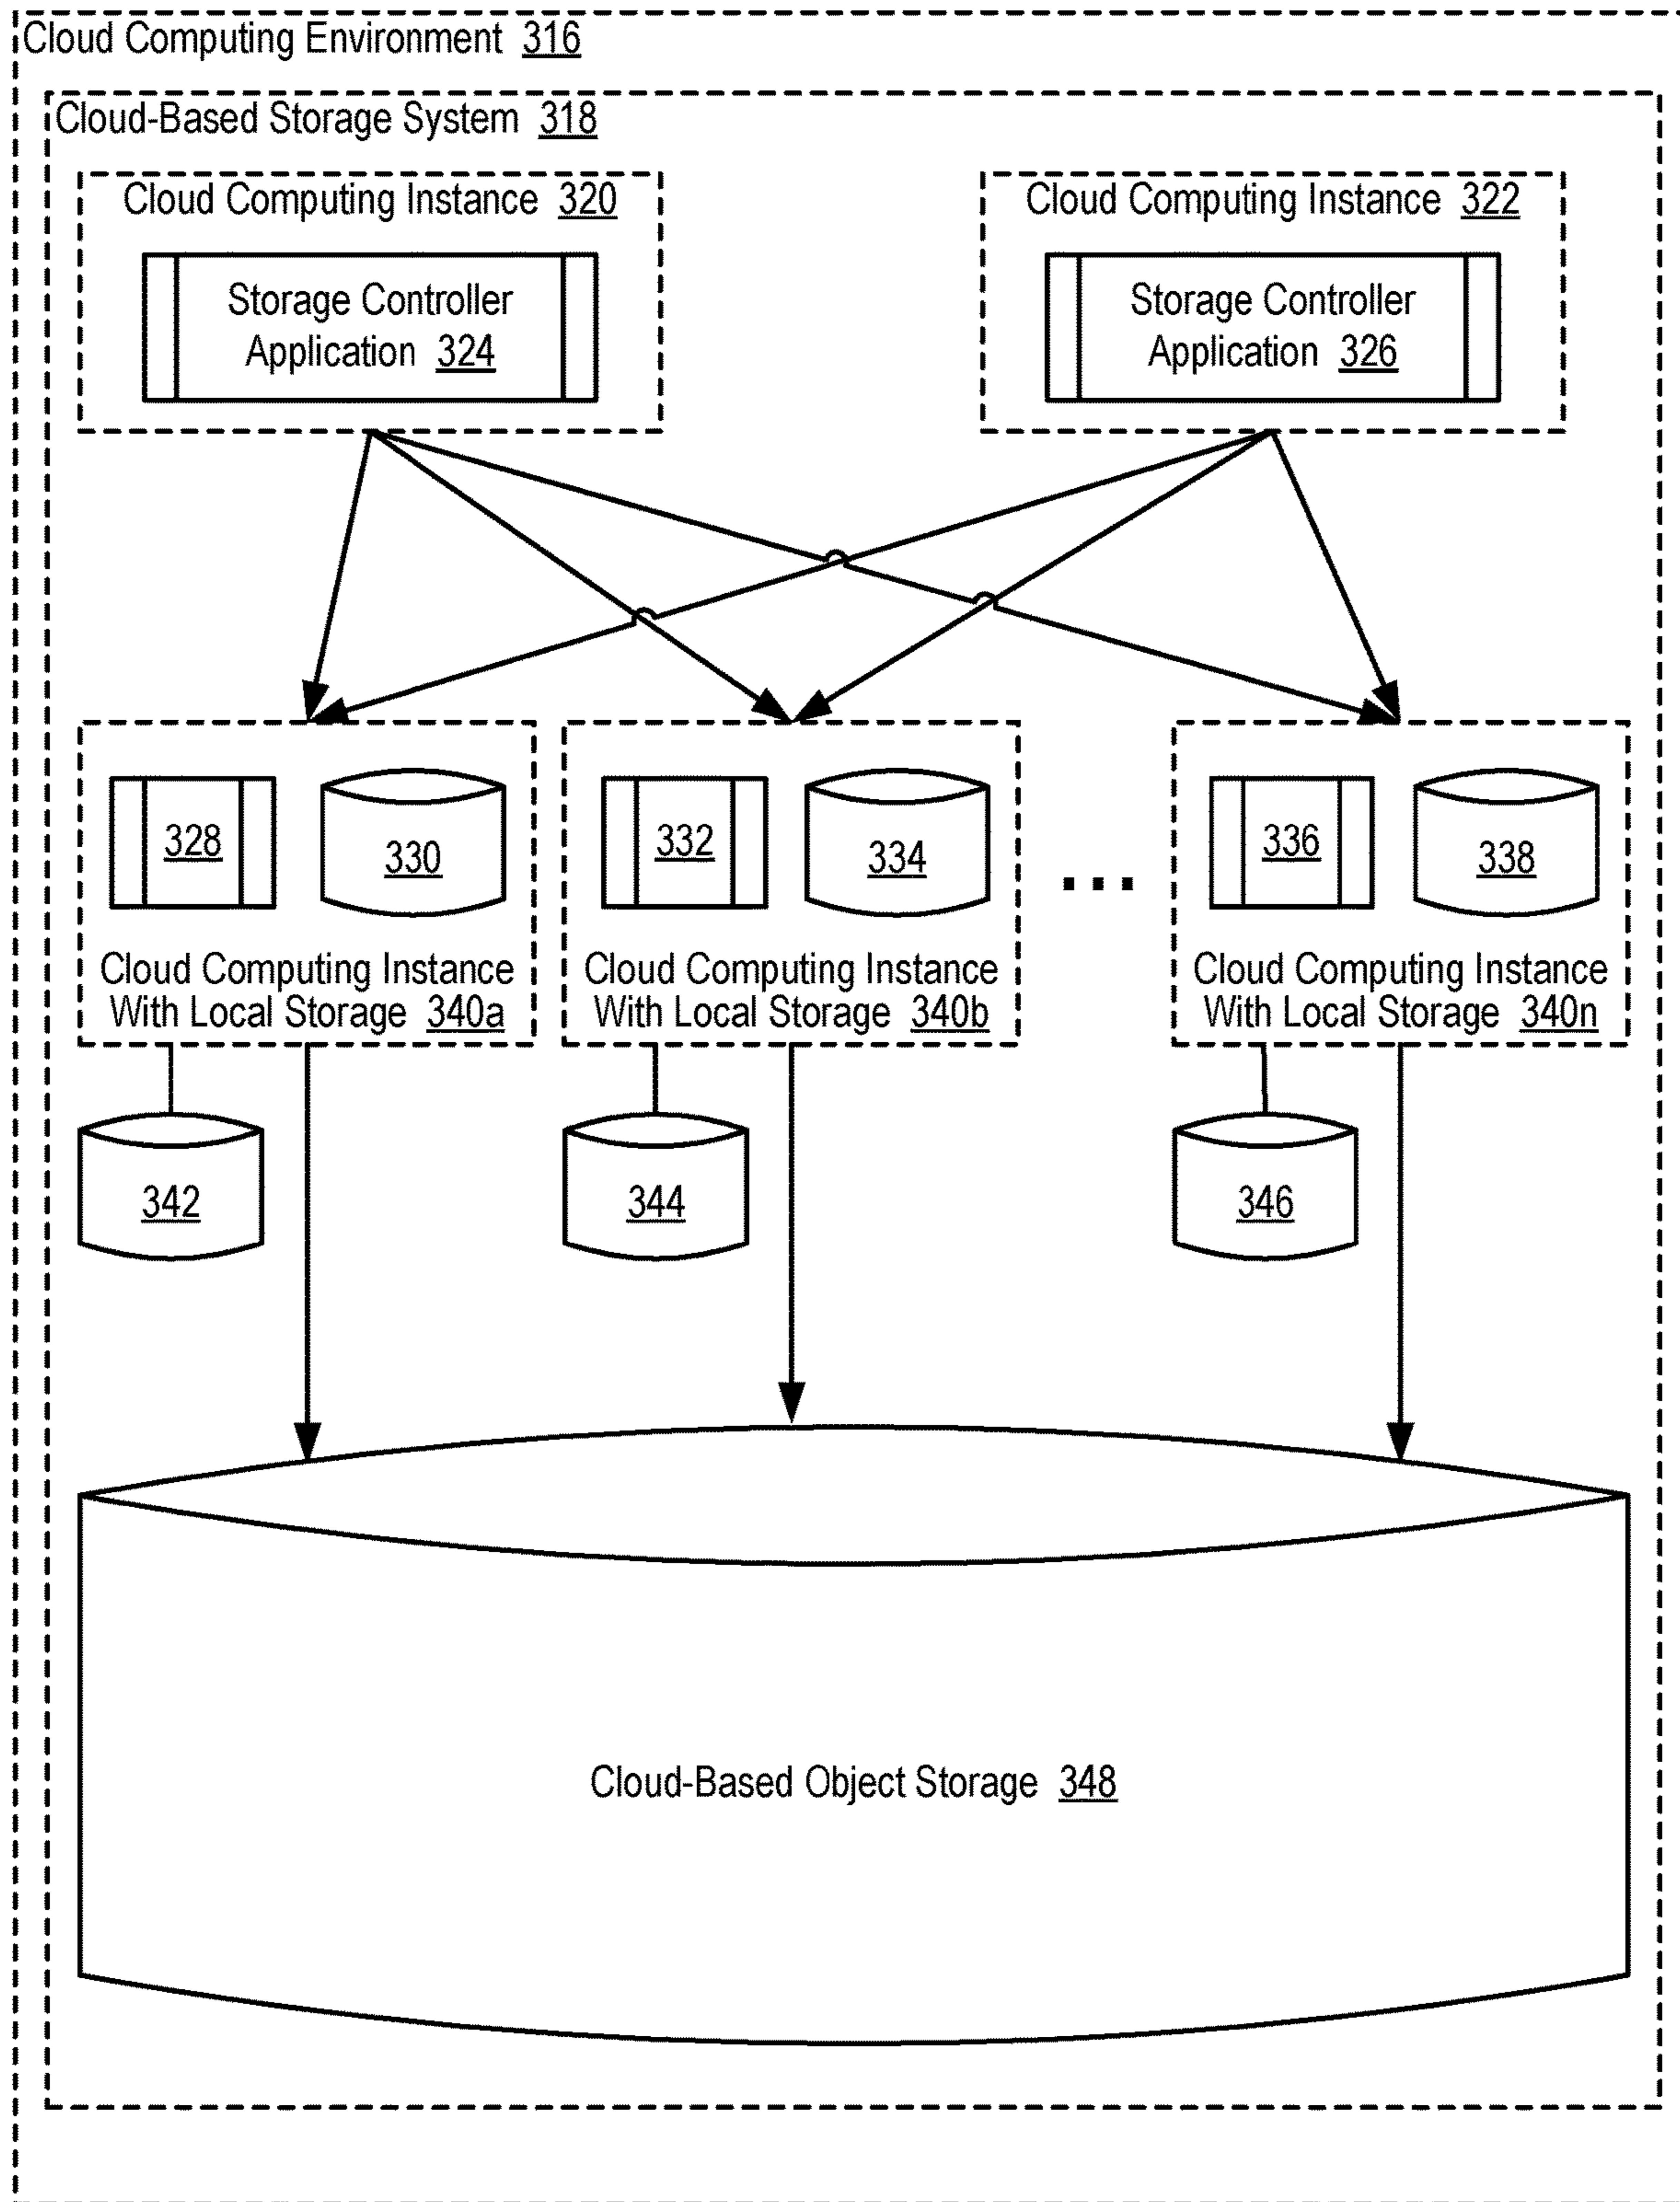 Cloud Computing Environment 316
Cloud-Based Storage System 318
Cloud Computing Instance 320
Storage Controller
Application 324
Cloud Computing Instance 322
Storage Controller
Application 326
328
330
Cloud Computing Instance
With Local Storage 340a
332
334
Cloud Computing Instance
With Local Storage 340b
...
336
338
Cloud Computing Instance
With Local Storage 340n
342
344
346
Cloud-Based Object Storage 348